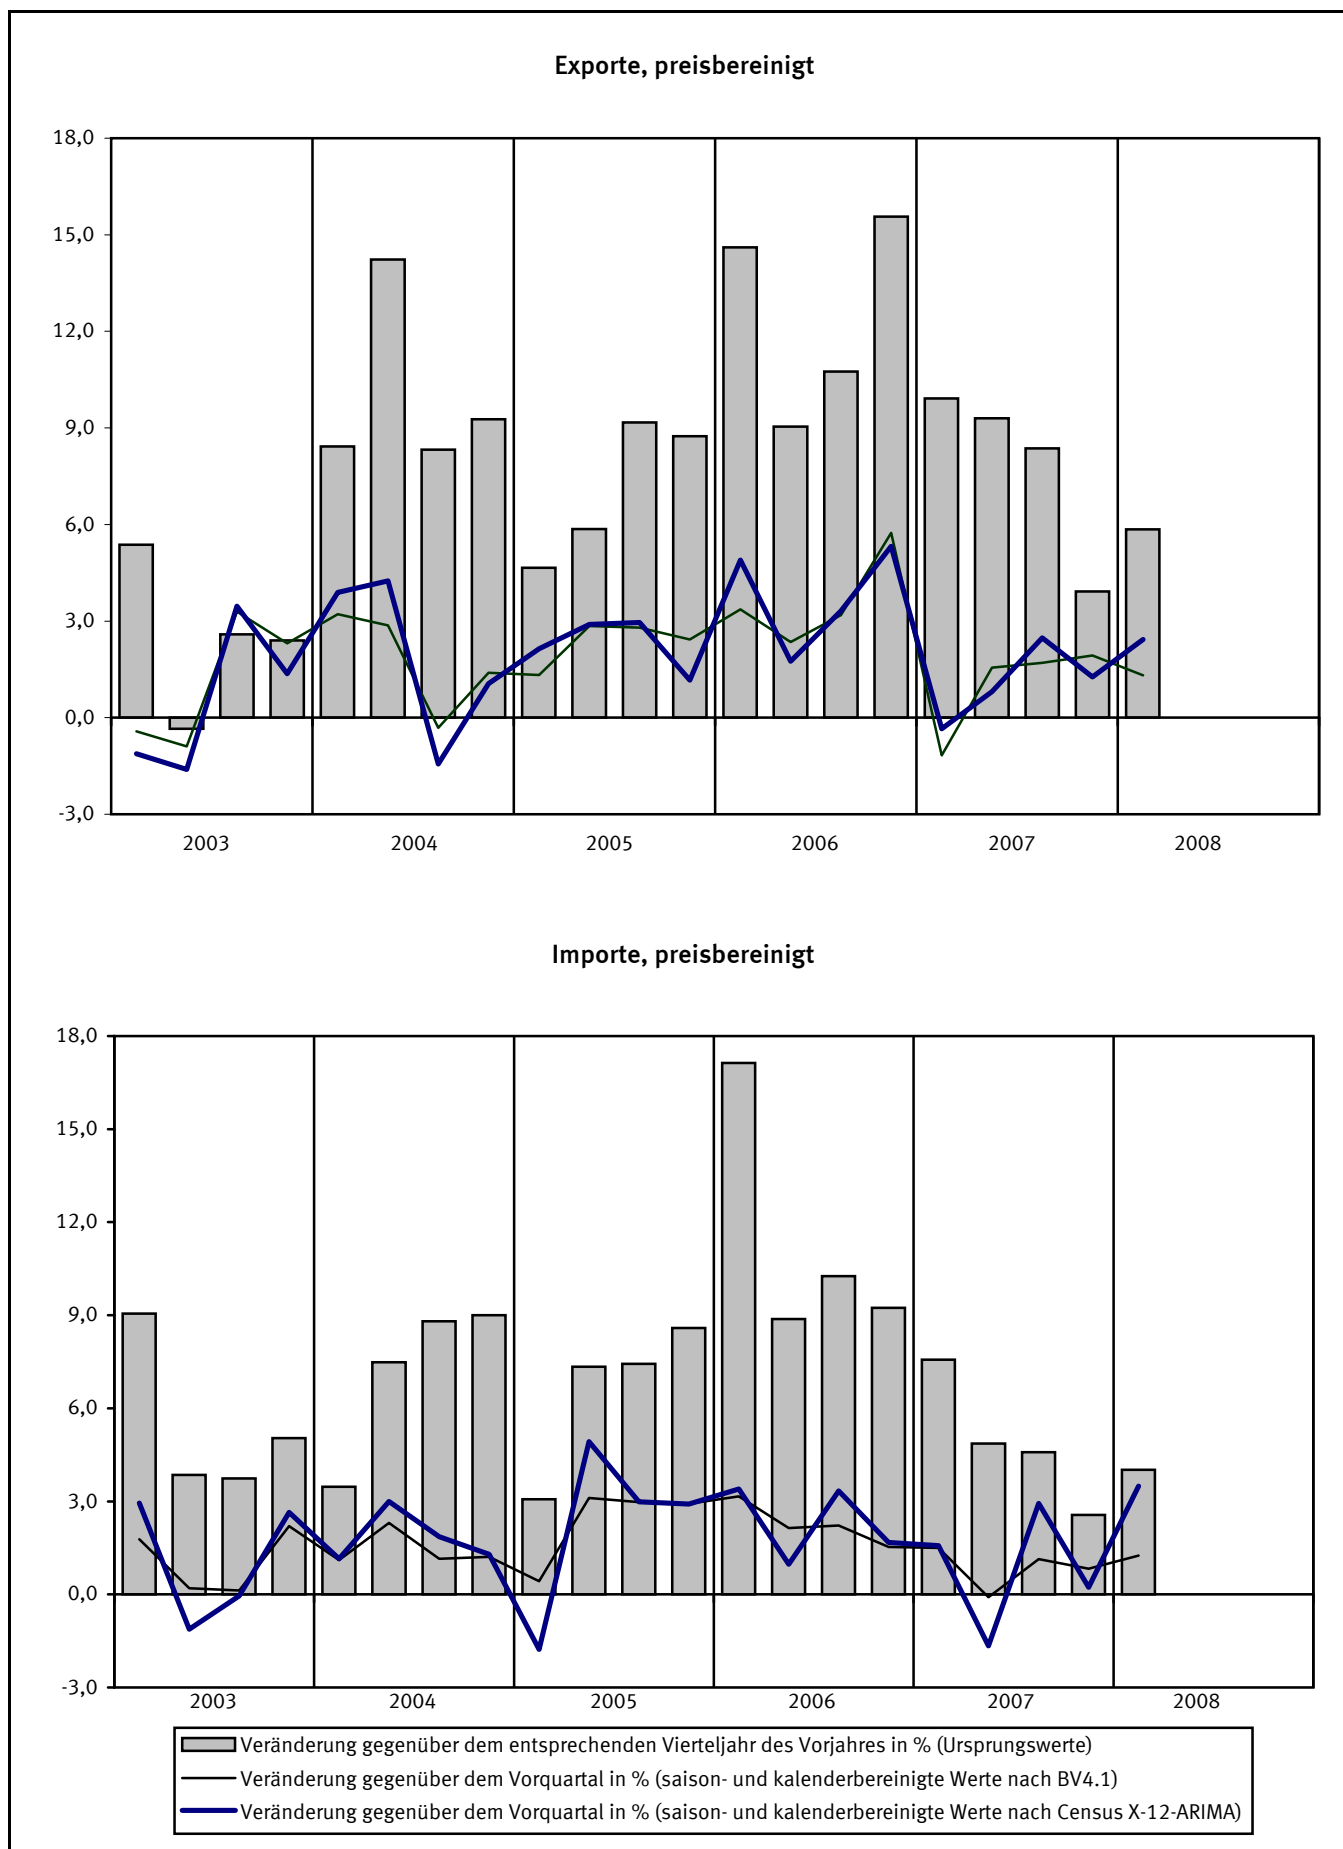 Exporte, preisbereinigt
18,0
15,0
12,0
9,0
6,0
3,0
0,0
-3,0
2003 2004 2005 2006 2007 2008
Importe, preisbereinigt
18,0
15,0
12,0
9,0
6,0
3,0
0,0
-3,0
2003 2004 2005 2006 2007 2008
Veränderung gegenüber dem entsprechenden Vierteljahr des Vorjahres in % (Ursprungswerte)
Veränderung gegenüber dem Vorquartal in % (saison- und kalenderbereinigte Werte nach BV4.1)
Veränderung gegenüber dem Vorquartal in % (saison- und kalenderbereinigte Werte nach Census X-12-ARIMA)